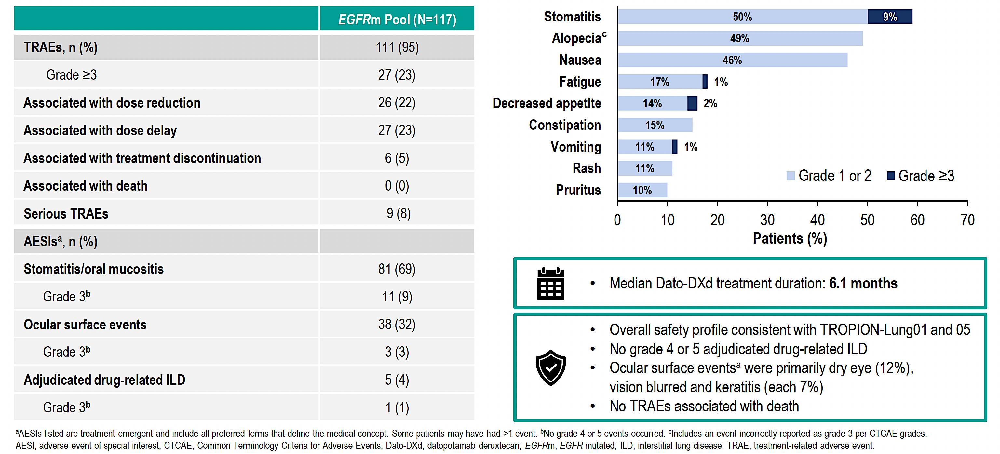 EGFRm Pool (N=117)
TRAEs, n (%) 111 (95)
Grade ≥3 27 (23)
Associated with dose reduction 26 (22)
Associated with dose delay 27 (23)
Associated with treatment discontinuation 6 (5)
Associated with death 0 (0)
Serious TRAEs 9 (8)
AESIsᵃ, n (%)
Stomatitis/oral mucositis 81 (69)
Grade 3ᵇ 11 (9)
Ocular surface events 38 (32)
Grade 3ᵇ 3 (3)
Adjudicated drug-related ILD 5 (4)
Grade 3ᵇ 1 (1)
Stomatitis 50% 9%
Alopeciaᶜ 49%
Nausea 46%
Fatigue 17% 1%
Decreased appetite 14% 2%
Constipation 15%
Vomiting 11% 1%
Rash 11%
Pruritus 10%
Grade 1 or 2 Grade ≥3
0 10 20 30 40 50 60 70
Patients (%)
• Median Dato-DXd treatment duration: 6.1 months
• Overall safety profile consistent with TROPION-Lung01 and 05
• No grade 4 or 5 adjudicated drug-related ILD
• Ocular surface eventsᵃ were primarily dry eye (12%),
vision blurred and keratitis (each 7%)
• No TRAEs associated with death
ᵃAESIs listed are treatment emergent and include all preferred terms that define the medical concept. Some patients may have had >1 event. ᵇNo grade 4 or 5 events occurred. ᶜIncludes an event incorrectly reported as grade 3 per CTCAE grades.
AESI, adverse event of special interest; CTCAE, Common Terminology Criteria for Adverse Events; Dato-DXd, datopotamab deruxtecan; EGFRm, EGFR mutated; ILD, interstitial lung disease; TRAE, treatment-related adverse event.